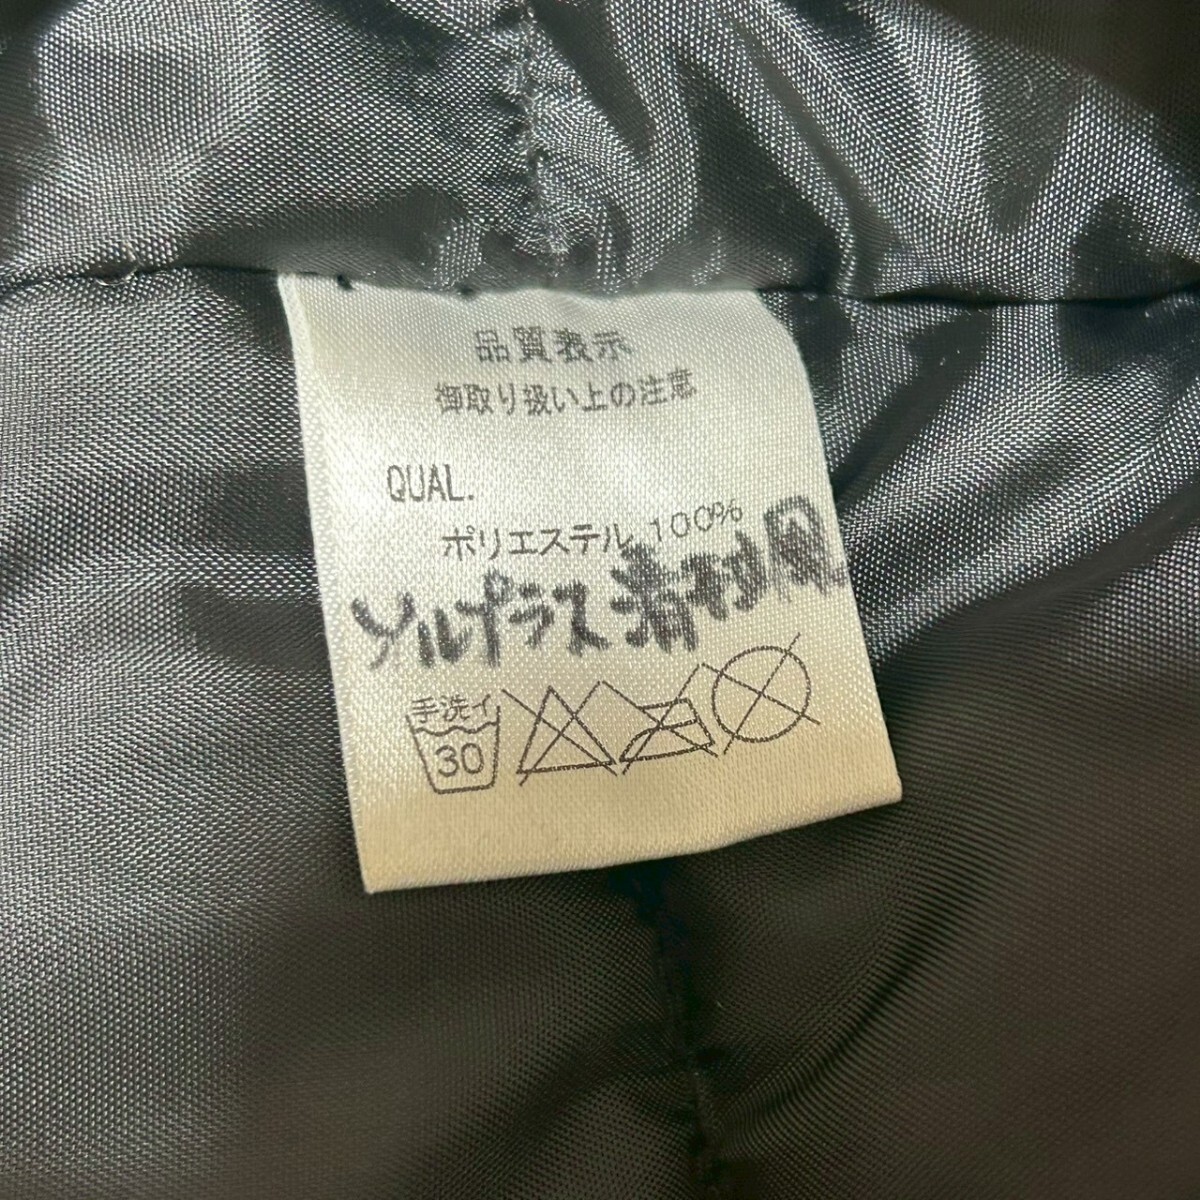 品質表示
御取り扱い上の注意
QUAL.
ポリエステル 100%
ソルプラス
手洗イ
30